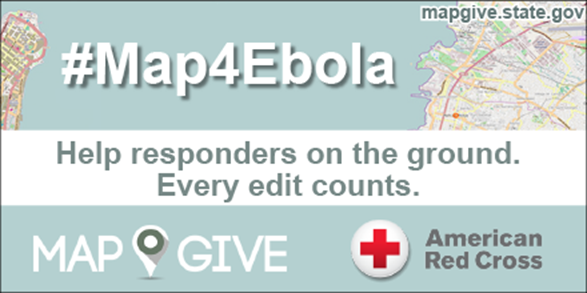 mapgive.state.gov
#Map4Ebola
Help responders on the ground.
Every edit counts.
MAP GIVE
American
Red Cross